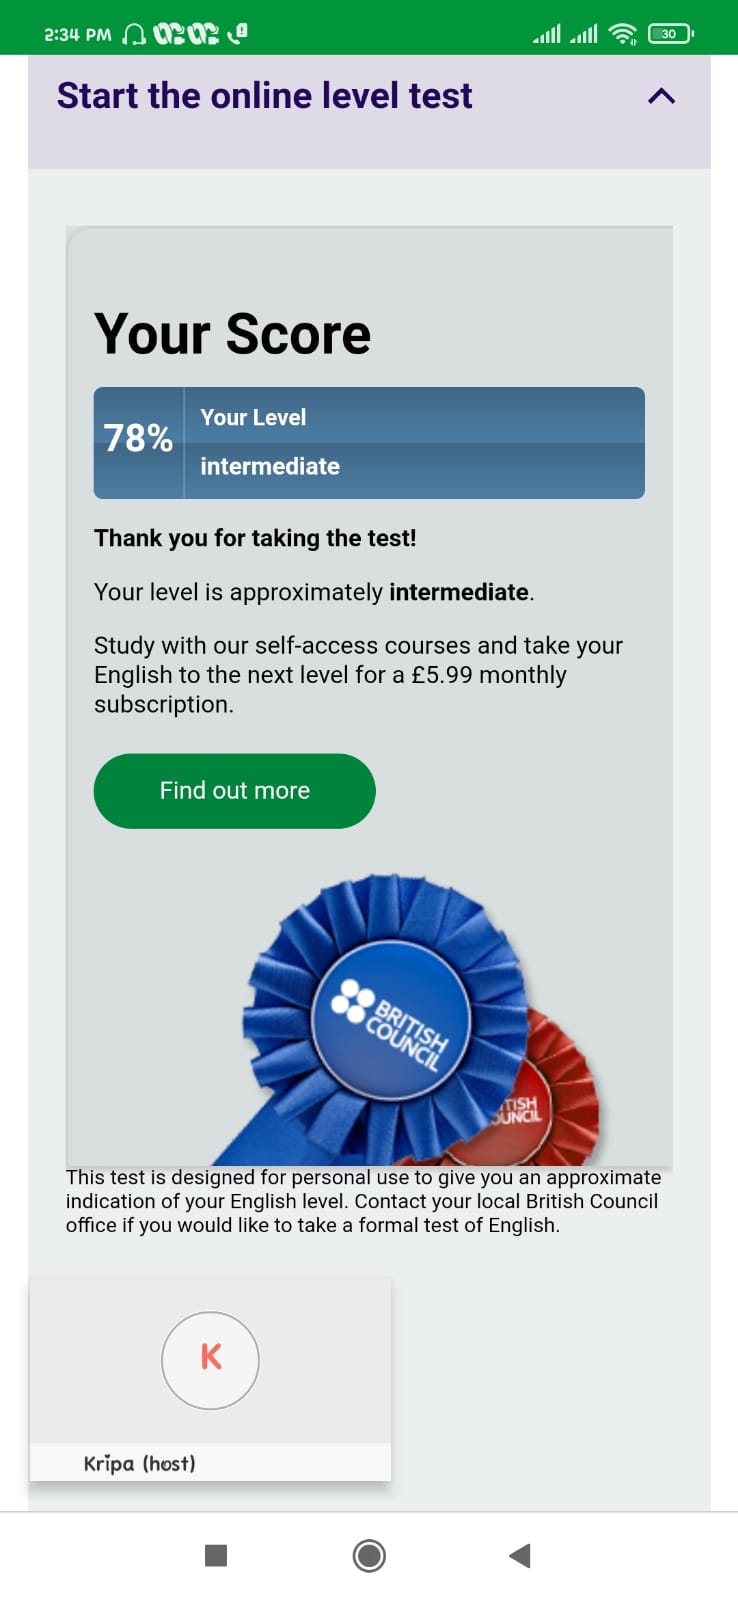 2:34 PM
30
Start the online level test
Your Score
78%
Your Level
intermediate
Thank you for taking the test!
Your level is approximately intermediate.
Study with our self-access courses and take your
English to the next level for a £5.99 monthly
subscription.
Find out more
BRITISH
COUNCIL
TISH
UNCIL
This test is designed for personal use to give you an approximate
indication of your English level. Contact your local British Council
office if you would like to take a formal test of English.
K
Kripa (host)